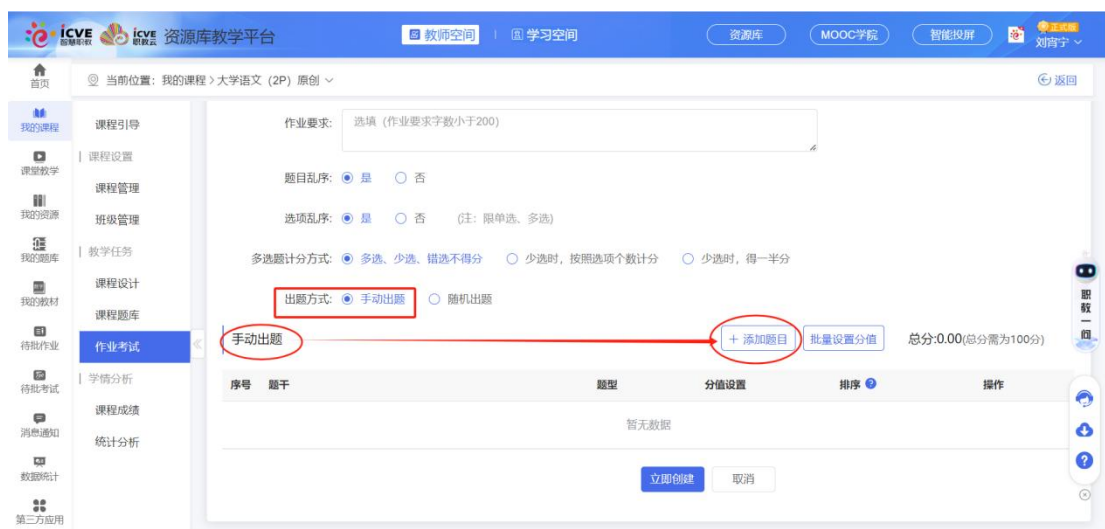 icve 智慧职教 icve 职教云 资源库教学平台 教师空间 学习空间 资源库 MOOC学院 智能投屏 正式版 刘宵宁
首页
当前位置：我的课程 > 大学语文（2P）原创
返回
我的课程
课堂教学
我的资源
我的题库
我的教材
待批作业
待批考试
消息通知
数据统计
第三方应用
课程引导
课程设置
课程管理
班级管理
教学任务
课程设计
课程题库
作业考试
学情分析
课程成绩
统计分析
作业要求: 选填（作业要求字数小于200）
题目乱序: 是 否
选项乱序: 是 否 (注：限单选、多选)
多选题计分方式: 多选、少选、错选不得分 少选时，按照选项个数计分 少选时，得一半分
出题方式: 手动出题 随机出题
手动出题 + 添加题目 批量设置分值 总分:0.00(总分需为100分)
序号 题干 题型 分值设置 排序 ? 操作
暂无数据
立即创建 取消
职教一问